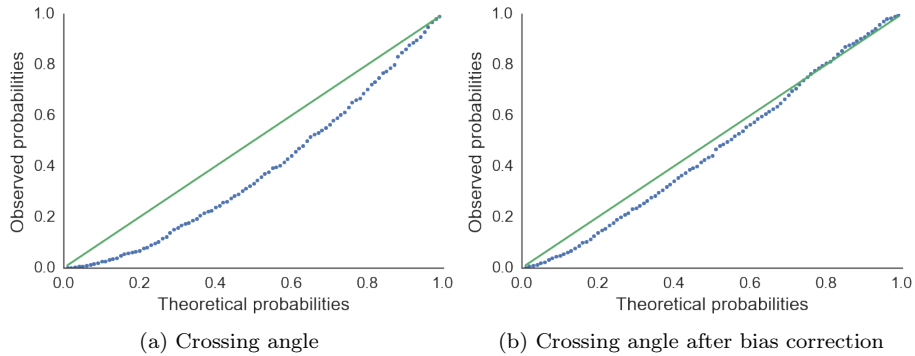 1.0
0.8
0.6
0.4
0.2
0.0
Observed probabilities
0.0 0.2 0.4 0.6 0.8 1.0
Theoretical probabilities
(a) Crossing angle
1.0
0.8
0.6
0.4
0.2
0.0
Observed probabilities
0.0 0.2 0.4 0.6 0.8 1.0
Theoretical probabilities
(b) Crossing angle after bias correction